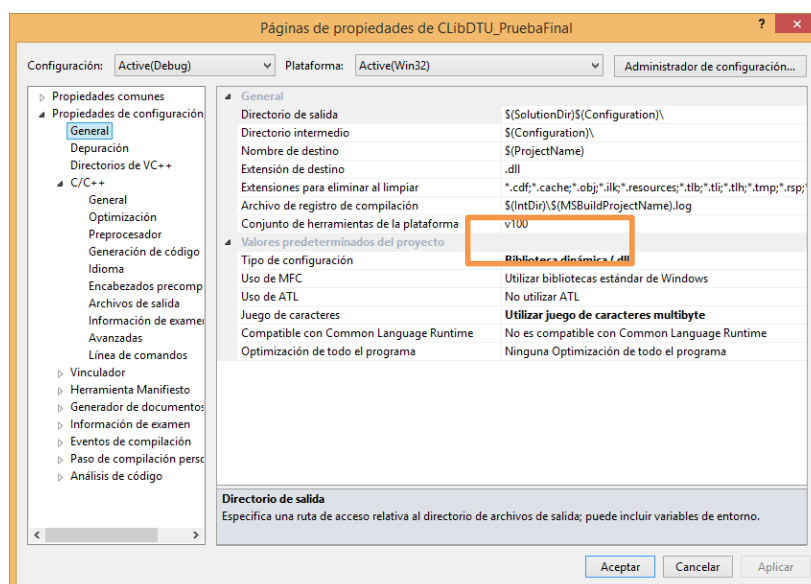 Páginas de propiedades de CLibDTU_PruebaFinal
? ×
Configuración: Active(Debug) Plataforma: Active(Win32) Administrador de configuración...
Propiedades comunes
Propiedades de configuración
General
Depuración
Directorios de VC++
C/C++
General
Optimización
Preprocesador
Generación de código
Idioma
Encabezados precomp
Archivos de salida
Información de examen
Avanzadas
Línea de comandos
Vinculador
Herramienta Manifiesto
Generador de documentos
Información de examen
Eventos de compilación
Paso de compilación perso
Análisis de código
General
Directorio de salida $(SolutionDir)$(Configuration)\
Directorio intermedio $(Configuration)\
Nombre de destino $(ProjectName)
Extensión de destino .dll
Extensiones para eliminar al limpiar *.cdf;*.cache;*.obj;*.ilk;*.resources;*.tlb;*.tli;*.tlh;*.tmp;*.rsp;*
Archivo de registro de compilación $(IntDir)\$(MSBuildProjectName).log
Conjunto de herramientas de la plataforma v100
Valores predeterminados del proyecto
Tipo de configuración Biblioteca dinámica (.dll
Uso de MFC Utilizar bibliotecas estándar de Windows
Uso de ATL No utilizar ATL
Juego de caracteres Utilizar juego de caracteres multibyte
Compatible con Common Language Runtime No es compatible con Common Language Runtime
Optimización de todo el programa Ninguna Optimización de todo el programa
Directorio de salida
Especifica una ruta de acceso relativa al directorio de archivos de salida; puede incluir variables de entorno.
Aceptar Cancelar Aplicar